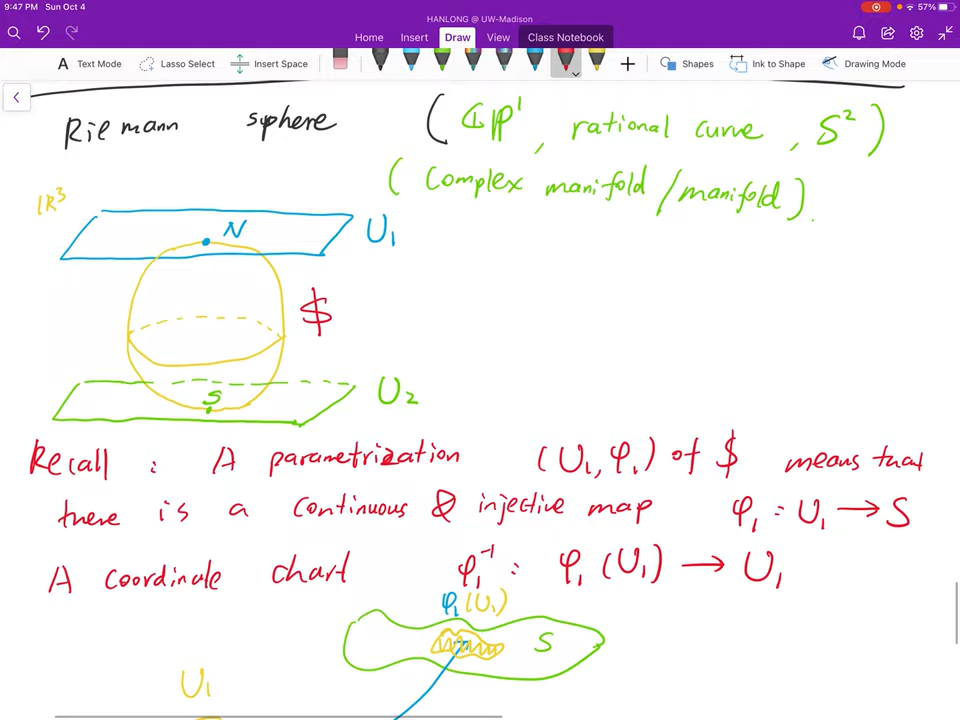 9:47 PM Sun Oct 4
57%
HANLONG @ UW-Madison
Home Insert Draw View Class Notebook
A Text Mode Lasso Select Insert Space Shapes Ink to Shape Drawing Mode
Riemann sphere (ℂℙ¹, rational curve, S²)
(complex manifold/manifold).
ℝ³
N
U₁
$
S
U₂
Recall : A parametrization (U₁, φ₁) of $ means that
there is a continuous & injective map φ₁ : U₁ → S
A coordinate chart φ₁⁻¹ : φ₁(U₁) → U₁
φ₁(U₁)
S
U₁